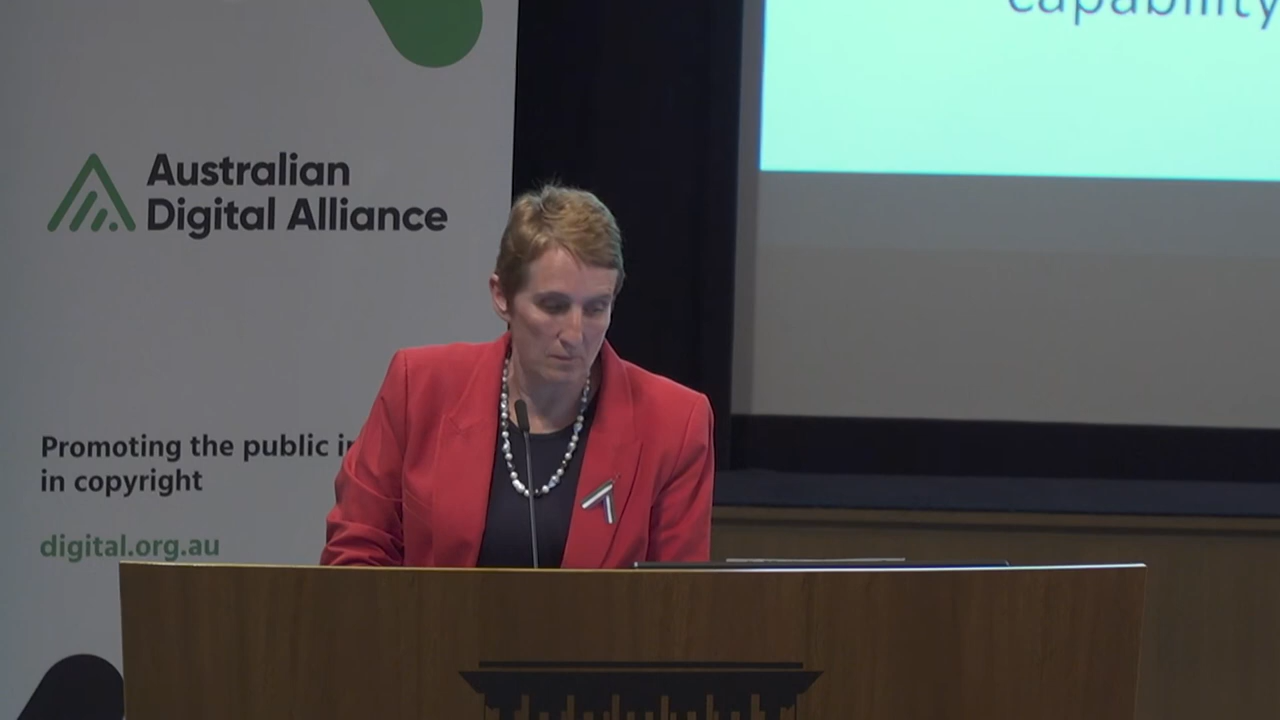 Australian
Digital Alliance
Promoting the public
in copyright
digital.org.au
capability